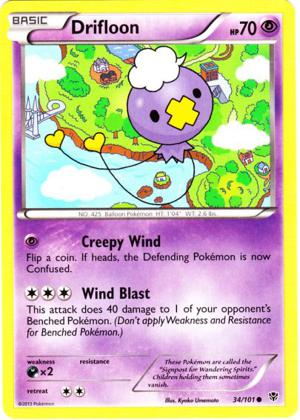 BASIC
Drifloon HP70
NO. 425 Balloon Pokémon HT: 1'04" WT: 2.6 lbs.
Creepy Wind
Flip a coin. If heads, the Defending Pokémon is now
Confused.
Wind Blast
This attack does 40 damage to 1 of your opponent's
Benched Pokémon. (Don't apply Weakness and Resistance
for Benched Pokémon.)
weakness resistance
×2
retreat
These Pokémon are called the
"Signpost for Wandering Spirits."
Children holding them sometimes
vanish.
©2013 Pokémon
Illus. Kyoko Umemoto 34/101